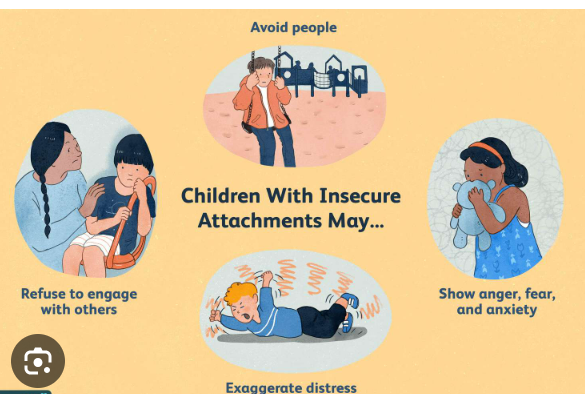 Avoid people
Children With Insecure
Attachments May...
Refuse to engage
with others
Show anger, fear,
and anxiety
Exaggerate distress